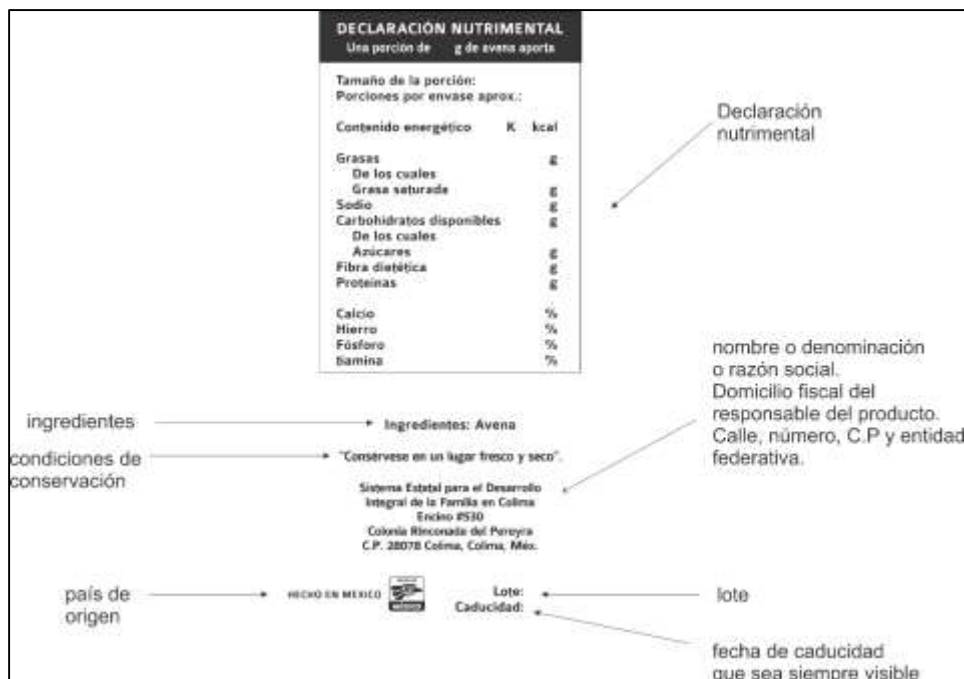 DECLARACIÓN NUTRIMENTAL
Una porción de g de avena aporta
Tamaño de la porción:
Porciones por envase aprox.:
Contenido energético K kcal
Grasas g
De los cuales
Grasa saturada g
Sodio g
Carbohidratos disponibles g
De los cuales
Azúcares g
Fibra dietética g
Proteínas g
Calcio %
Hierro %
Fósforo %
tiamina %
Declaración
nutrimental
ingredientes
Ingredientes: Avena
condiciones de
conservación
"Consérvese en un lugar fresco y seco".
nombre o denominación
o razón social.
Domicilio fiscal del
responsable del producto.
Calle, número, C.P y entidad
federativa.
Sistema Estatal para el Desarrollo
Integral de la Familia en Colima
Encino #530
Colonia Rinconada del Pereyra
C.P. 28078 Colima, Colima, Méx.
país de
origen
HECHO EN MEXICO
Lote:
Caducidad:
lote
fecha de caducidad
que sea siempre visible